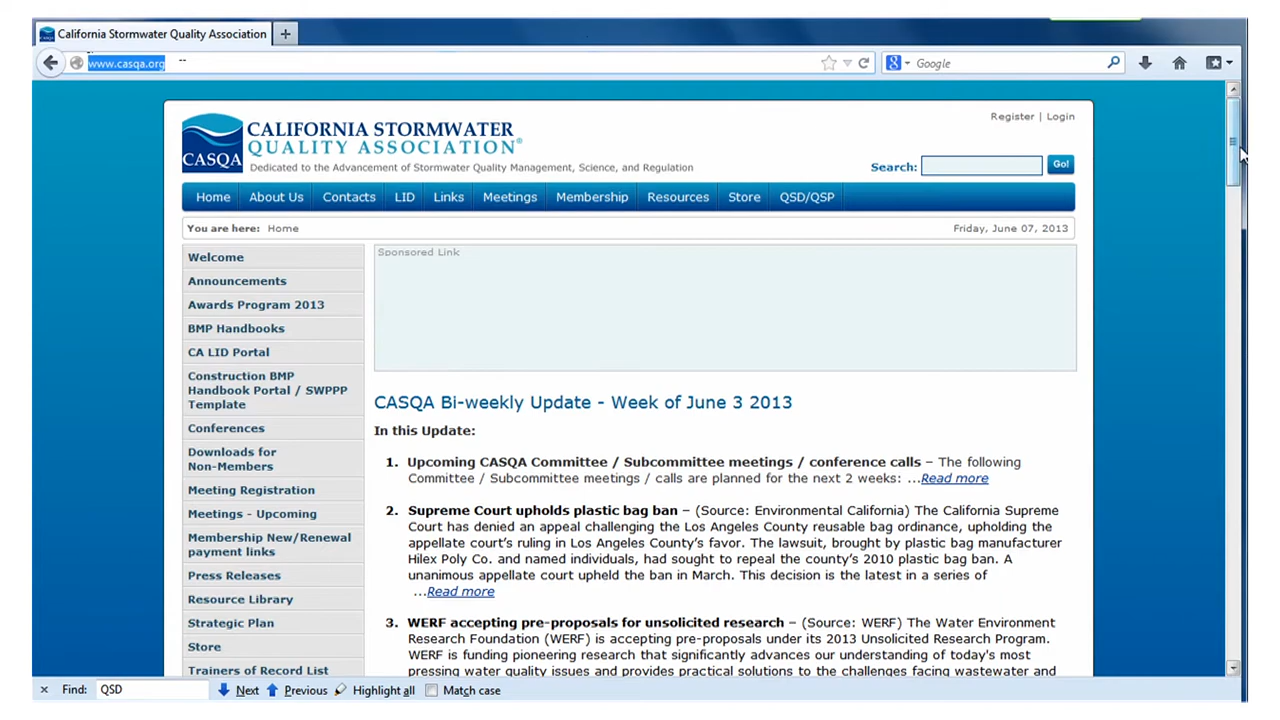 California Stormwater Quality Association
www.casqa.org
Google
CASQA
CALIFORNIA STORMWATER
QUALITY ASSOCIATION®
Dedicated to the Advancement of Stormwater Quality Management, Science, and Regulation
Register | Login
Search: Go!
Home About Us Contacts LID Links Meetings Membership Resources Store QSD/QSP
You are here: Home
Friday, June 07, 2013
Welcome
Announcements
Awards Program 2013
BMP Handbooks
CA LID Portal
Construction BMP
Handbook Portal / SWPPP
Template
Conferences
Downloads for
Non-Members
Meeting Registration
Meetings - Upcoming
Membership New/Renewal
payment links
Press Releases
Resource Library
Strategic Plan
Store
Trainers of Record List
Sponsored Link
CASQA Bi-weekly Update - Week of June 3 2013
In this Update:
1. Upcoming CASQA Committee / Subcommittee meetings / conference calls – The following
Committee / Subcommittee meetings / calls are planned for the next 2 weeks: ...Read more
2. Supreme Court upholds plastic bag ban – (Source: Environmental California) The California Supreme
Court has denied an appeal challenging the Los Angeles County reusable bag ordinance, upholding the
appellate court’s ruling in Los Angeles County’s favor. The lawsuit, brought by plastic bag manufacturer
Hilex Poly Co. and named individuals, had sought to repeal the county’s 2010 plastic bag ban. A
unanimous appellate court upheld the ban in March. This decision is the latest in a series of
...Read more
3. WERF accepting pre-proposals for unsolicited research – (Source: WERF) The Water Environment
Research Foundation (WERF) is accepting pre-proposals under its 2013 Unsolicited Research Program.
WERF is funding pioneering research that significantly advances our understanding of today's most
pressing water quality issues and provides practical solutions to the challenges facing wastewater and
Find: QSD Next Previous Highlight all Match case